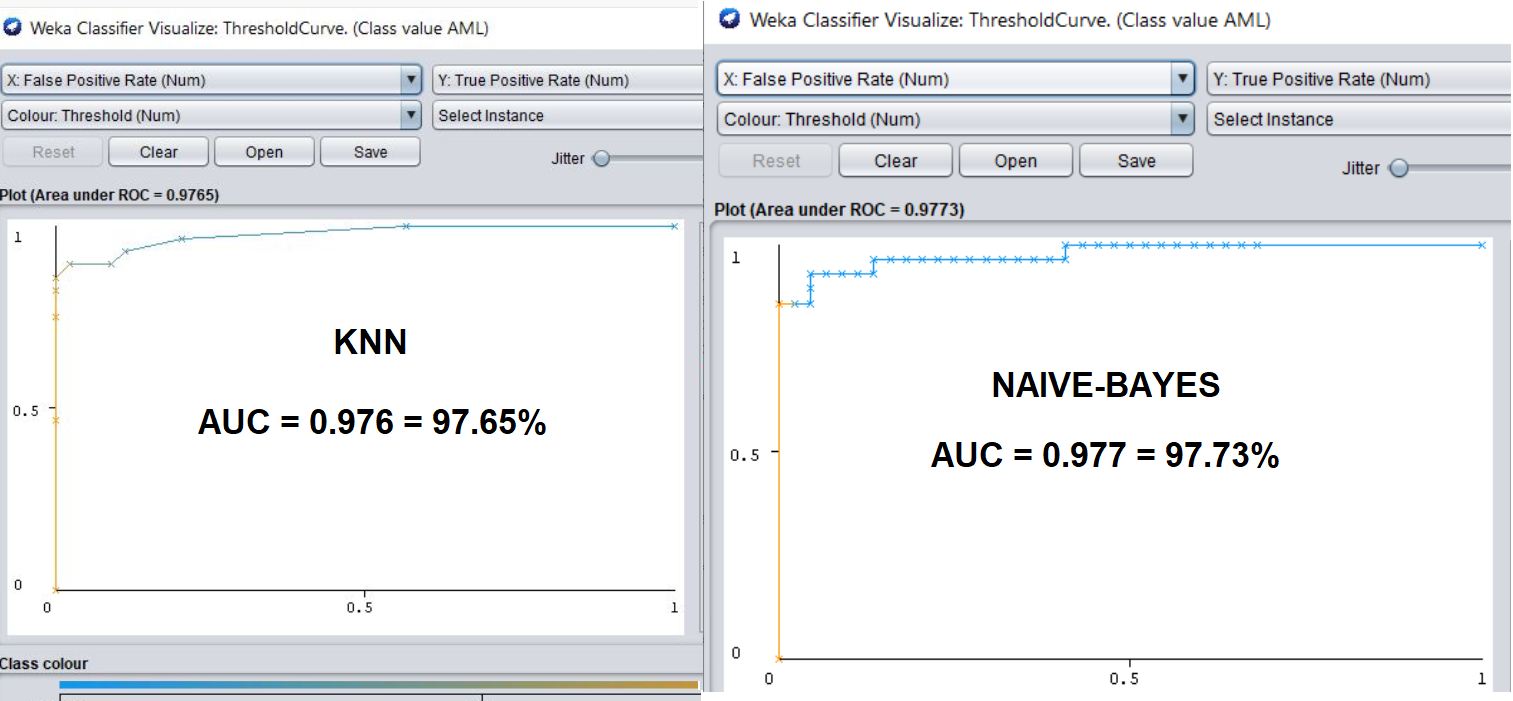 Weka Classifier Visualize: ThresholdCurve. (Class value AML)
X: False Positive Rate (Num)
Y: True Positive Rate (Num)
Colour: Threshold (Num)
Select Instance
Reset
Clear
Open
Save
Jitter
Plot (Area under ROC = 0.9765)
1
KNN
AUC = 0.976 = 97.65%
0.5
0
0
0.5
1
Class colour
Weka Classifier Visualize: ThresholdCurve. (Class value AML)
X: False Positive Rate (Num)
Y: True Positive Rate (Num)
Colour: Threshold (Num)
Select Instance
Reset
Clear
Open
Save
Jitter
Plot (Area under ROC = 0.9773)
1
NAIVE-BAYES
AUC = 0.977 = 97.73%
0.5
0
0
0.5
1